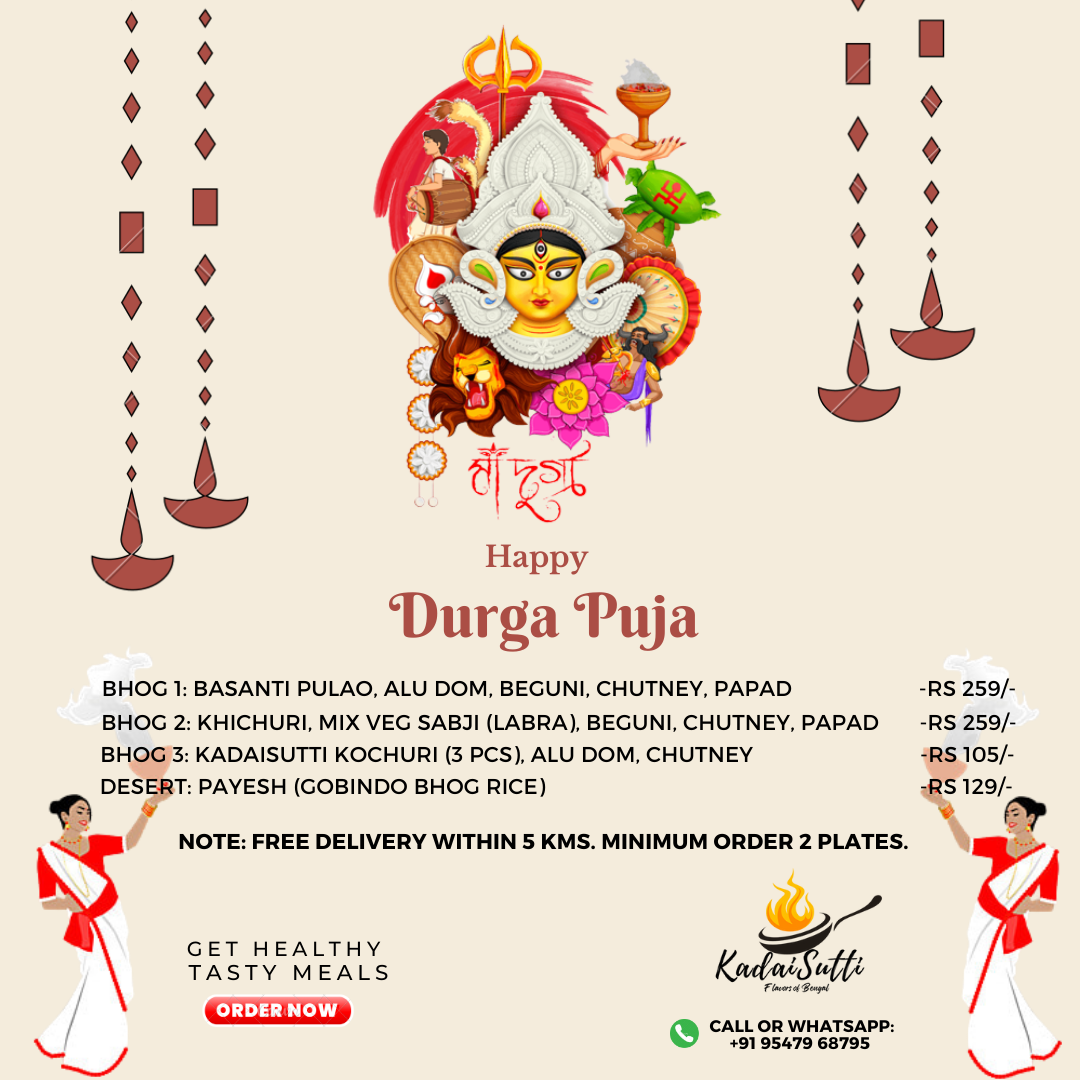 মাঁ দুর্গা
Happy
Durga Puja
BHOG 1: BASANTI PULAO, ALU DOM, BEGUNI, CHUTNEY, PAPAD -RS 259/-
BHOG 2: KHICHURI, MIX VEG SABJI (LABRA), BEGUNI, CHUTNEY, PAPAD -RS 259/-
BHOG 3: KADAISUTTI KOCHURI (3 PCS), ALU DOM, CHUTNEY -RS 105/-
DESERT: PAYESH (GOBINDO BHOG RICE) -RS 129/-
NOTE: FREE DELIVERY WITHIN 5 KMS. MINIMUM ORDER 2 PLATES.
GET HEALTHY
TASTY MEALS
ORDER NOW
KadaiSutti
Flavors of Bengal
CALL OR WHATSAPP:
+91 95479 68795